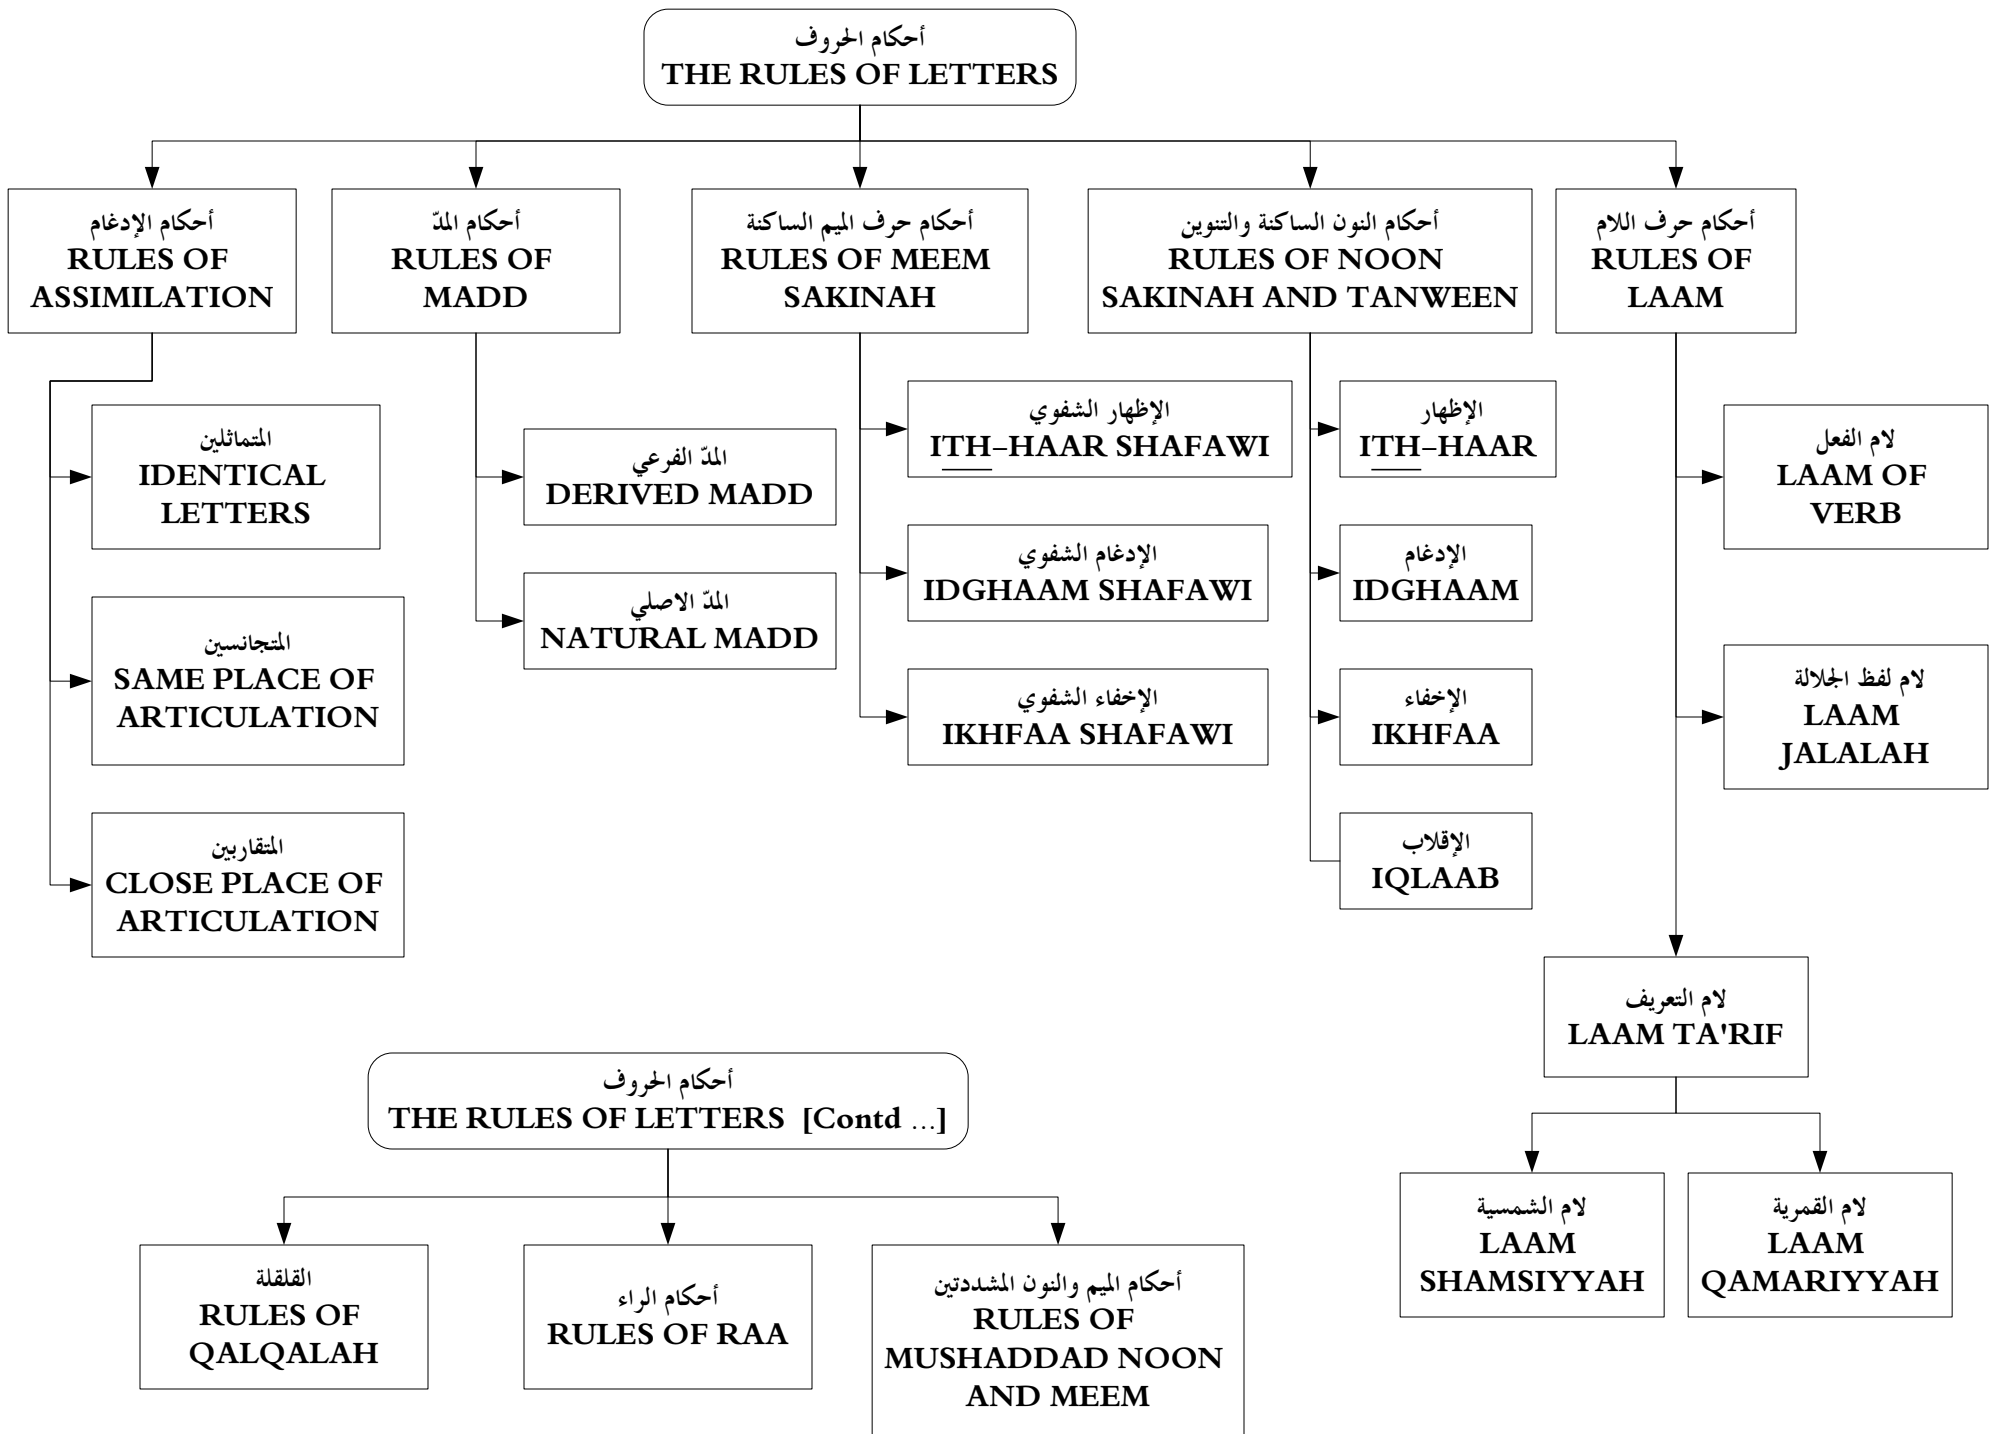 أحكام الحروف
THE RULES OF LETTERS
أحكام الإدغام
RULES OF
ASSIMILATION
أحكام المدّ
RULES OF
MADD
أحكام حرف الميم الساكنة
RULES OF MEEM
SAKINAH
أحكام النون الساكنة والتنوين
RULES OF NOON
SAKINAH AND TANWEEN
أحكام حرف اللام
RULES OF
LAAM
المتماثلين
IDENTICAL
LETTERS
المتجانسين
SAME PLACE OF
ARTICULATION
المتقاربين
CLOSE PLACE OF
ARTICULATION
المدّ الفرعي
DERIVED MADD
المدّ الاصلي
NATURAL MADD
الإظهار الشفوي
ITH-HAAR SHAFAWI
الإدغام الشفوي
IDGHAAM SHAFAWI
الإخفاء الشفوي
IKHFAA SHAFAWI
الإظهار
ITH-HAAR
الإدغام
IDGHAAM
الإخفاء
IKHFAA
الإقلاب
IQLAAB
لام الفعل
LAAM OF
VERB
لام لفظ الجلالة
LAAM
JALALAH
لام التعريف
LAAM TA'RIF
لام الشمسية
LAAM
SHAMSIYYAH
لام القمرية
LAAM
QAMARIYYAH
أحكام الحروف
THE RULES OF LETTERS [Contd ...]
القلقلة
RULES OF
QALQALAH
أحكام الراء
RULES OF RAA
أحكام الميم والنون المشددتين
RULES OF
MUSHADDAD NOON
AND MEEM